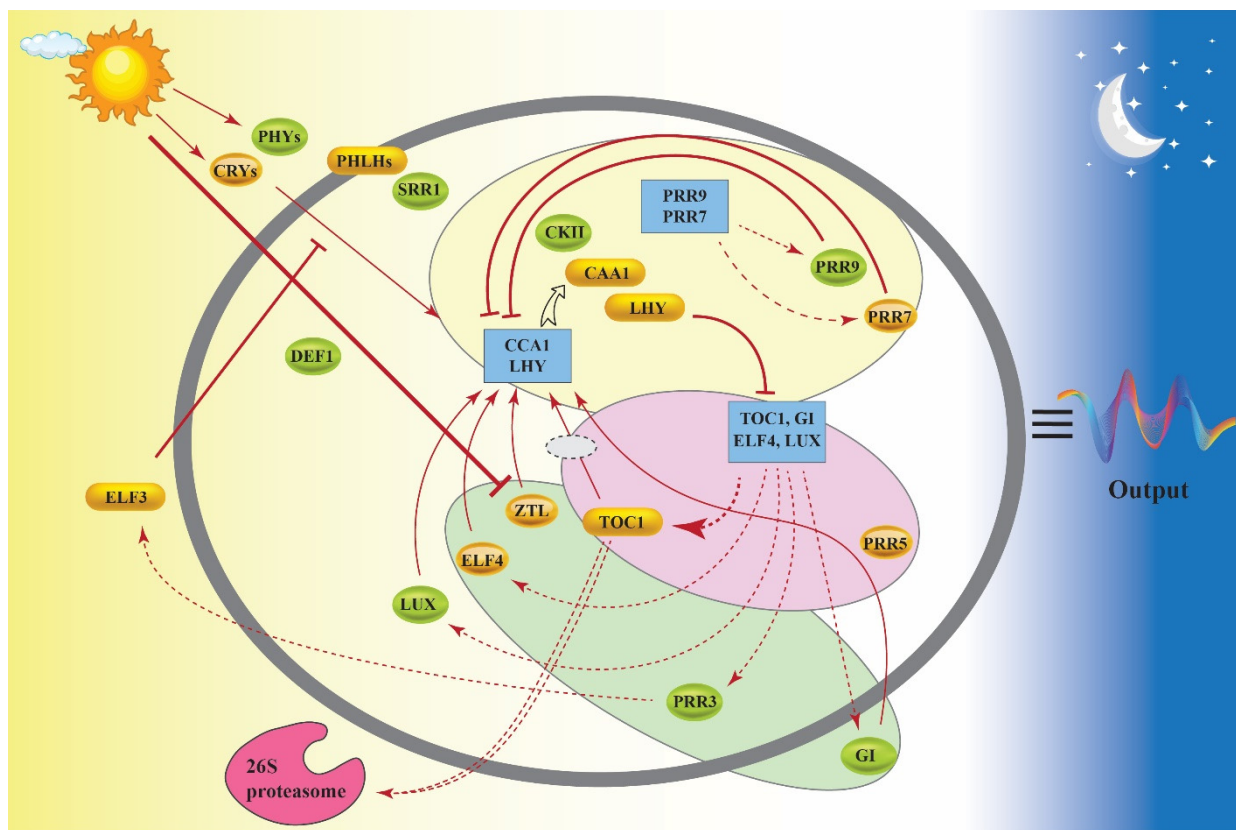 PHYs
CRYs
PHLHs
SRR1
PRR9
PRR7
CKII
CAA1
PRR9
LHY
PRR7
CCA1
LHY
DEF1
TOC1, GI
ELF4, LUX
Output
ELF3
ZTL
TOC1
PRR5
ELF4
LUX
PRR3
GI
26S
proteasome